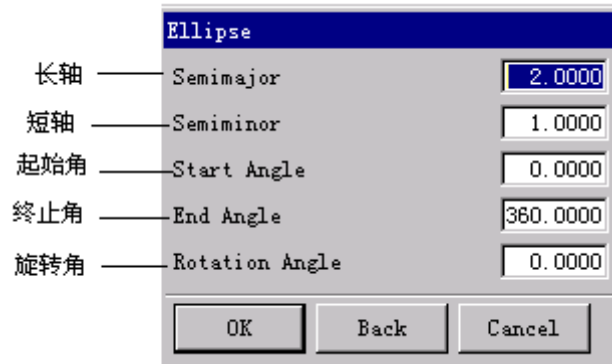 Ellipse
长轴 Semimajor 2.0000
短轴 Semiminor 1.0000
起始角 Start Angle 0.0000
终止角 End Angle 360.0000
旋转角 Rotation Angle 0.0000
OK Back Cancel